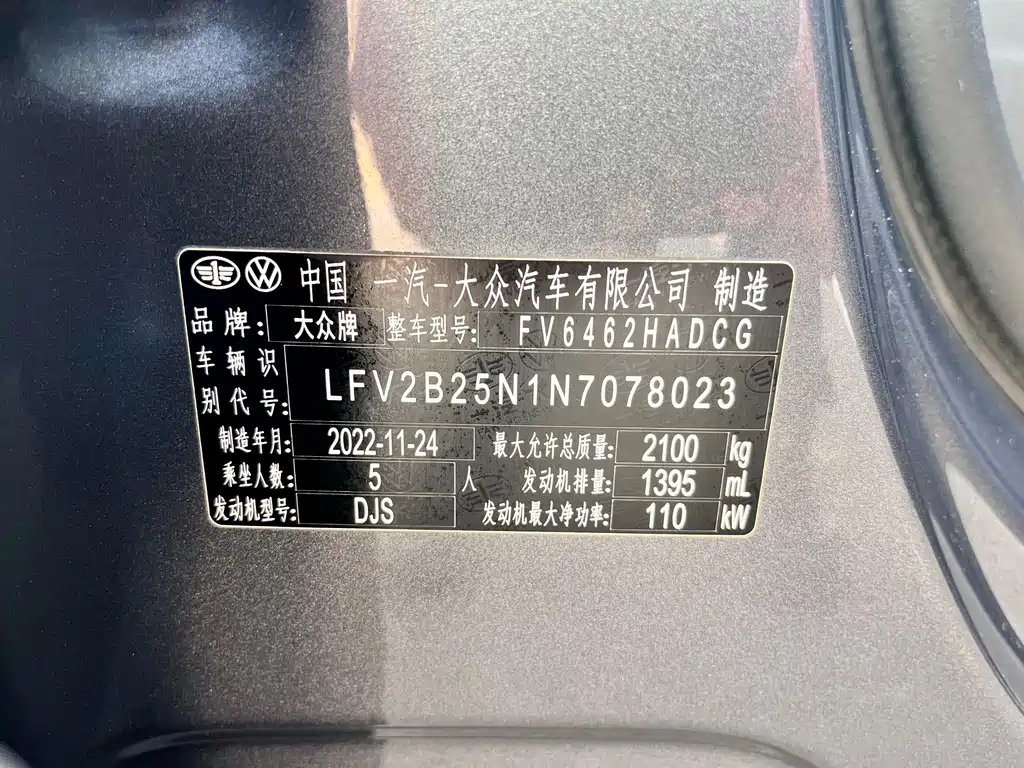 中国 一汽-大众汽车有限公司 制造
品牌: 大众牌 整车型号: FV6462HADCG
车辆识别代号: LFV2B25N1N7078023
制造年月: 2022-11-24 最大允许总质量: 2100 kg
乘坐人数: 5 人 发动机排量: 1395 mL
发动机型号: DJS 发动机最大净功率: 110 kW